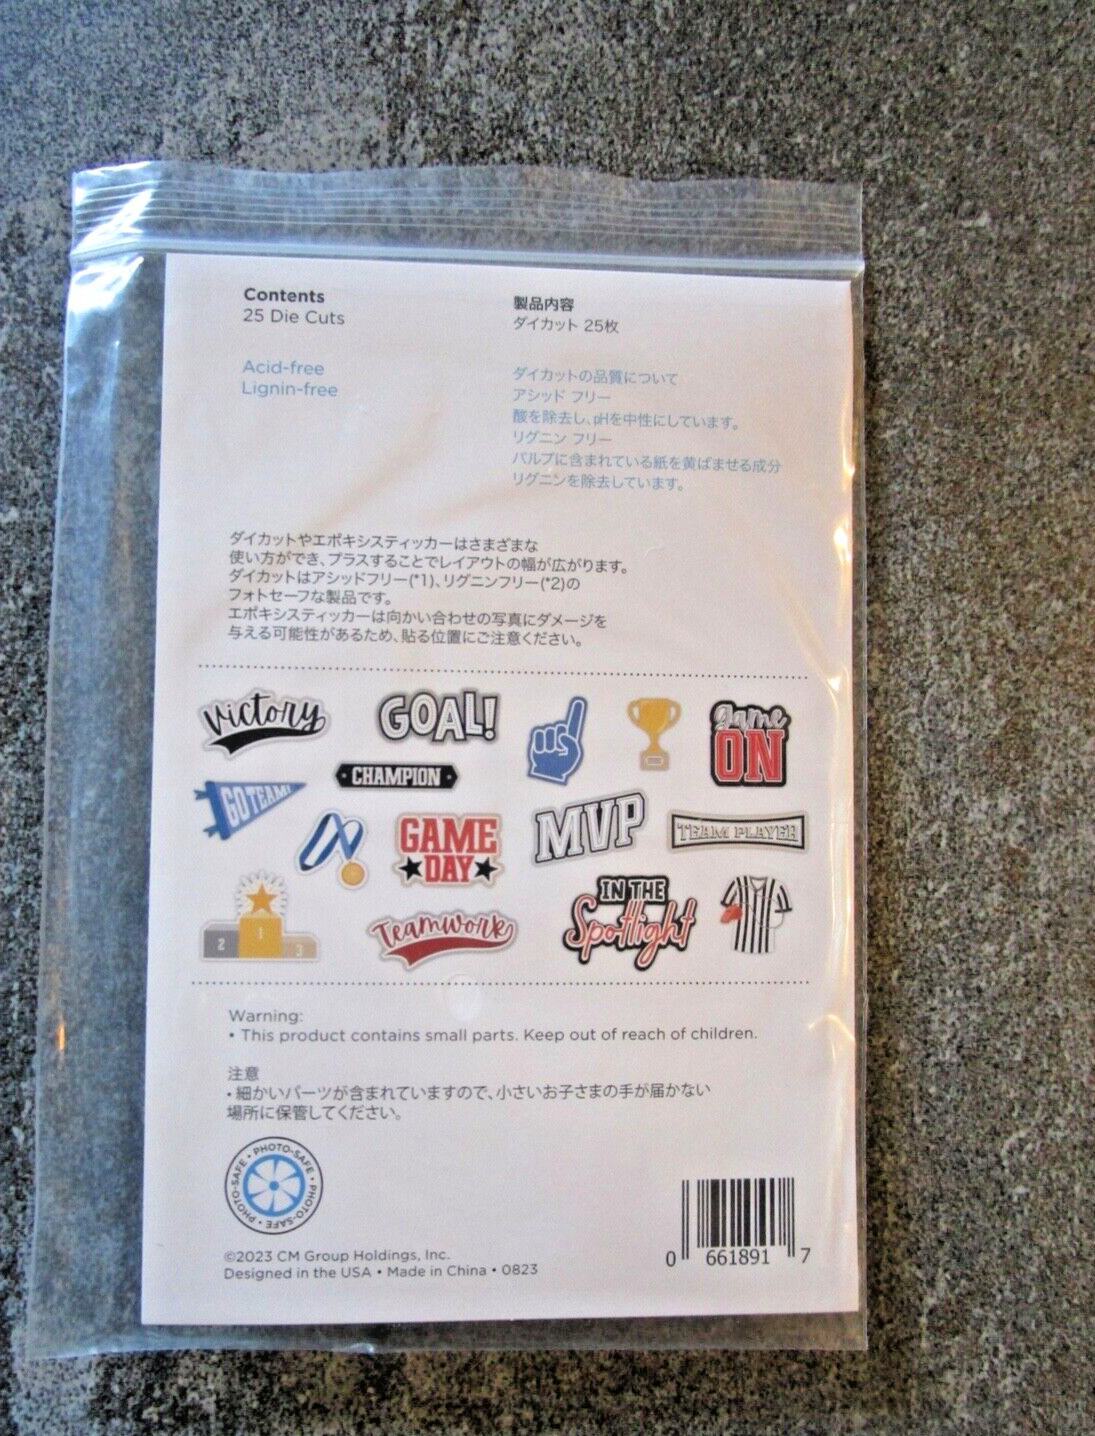 Contents
25 Die Cuts
Acid-free
Lignin-free
製品内容
ダイカット 25枚
ダイカットの品質について
アシッド フリー
酸を除去し、pHを中性にしています。
リグニン フリー
パルプに含まれている紙を黄ばませる成分
リグニンを除去しています。
ダイカットやエポキシスティッカーはさまざまな
使い方ができ、プラスすることでレイアウトの幅が広がります。
ダイカットはアシッドフリー(*1)、リグニンフリー(*2)の
フォトセーフな製品です。
エポキシスティッカーは向かい合わせの写真にダメージを
与える可能性があるため、貼る位置にご注意ください。
Victory
GOAL!
game
ON
CHAMPION
GO TEAM!
GAME
DAY
MVP
TEAM PLAYER
2 1 3
Teamwork
IN THE
Spotlight
Warning:
• This product contains small parts. Keep out of reach of children.
注意
・細かいパーツが含まれていますので、小さいお子さまの手が届かない
場所に保管してください。
PHOTO-SAFE • PHOTO-SAFE • PHOTO-SAFE • PHOTO-SAFE •
©2023 CM Group Holdings, Inc.
Designed in the USA • Made in China • 0823
0 661891 7